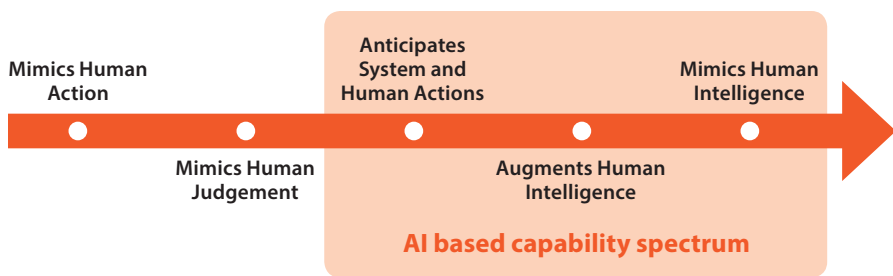 Mimics Human
Action
Mimics Human
Judgement
Anticipates
System and
Human Actions
Augments Human
Intelligence
Mimics Human
Intelligence
AI based capability spectrum